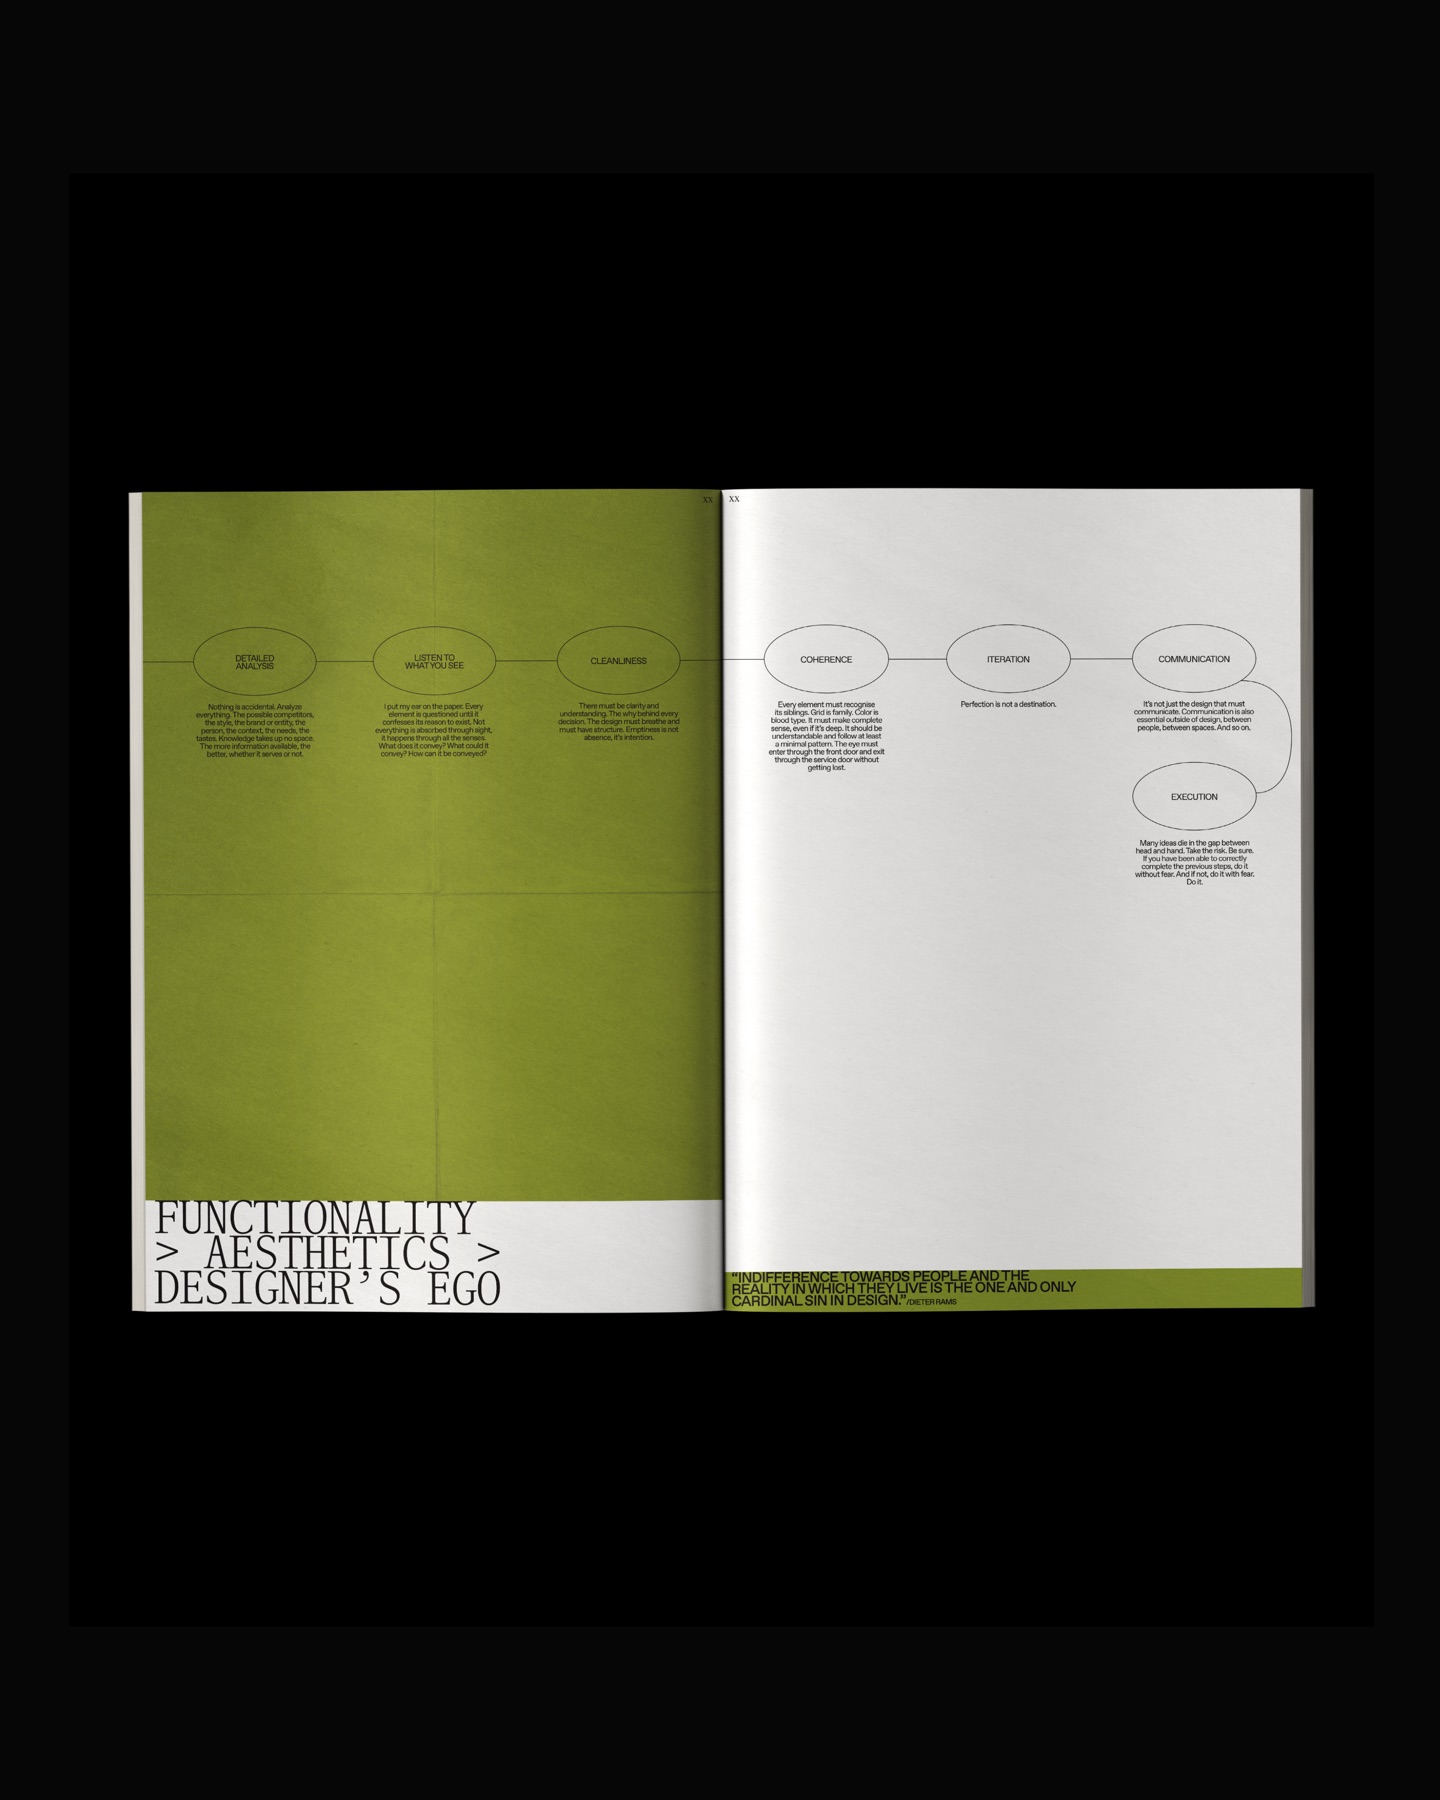 XX
DETAILED
ANALYSIS
Nothing is accidental. Analyze
everything. The possible competitors,
the style, the brand or entity, the
person, the context, the needs, the
tastes. Knowledge takes up no space.
The more information available, the
better, whether it serves or not.
LISTEN TO
WHAT YOU SEE
I put my ear on the paper. Every
element is questioned until it
confesses its reason to exist. Not
everything is absorbed through sight,
it happens through all the senses.
What does it convey? What could it
convey? How can it be conveyed?
CLEANLINESS
There must be clarity and
understanding. The why behind every
decision. The design must breathe and
must have structure. Emptiness is not
absence, it's intention.
FUNCTIONALITY
> AESTHETICS >
DESIGNER'S EGO
XX
COHERENCE
Every element must recognise
its siblings. Grid is family. Color is
blood type. It must make complete
sense, even if it's deep. It should be
understandable and follow at least
a minimal pattern. The eye must
enter through the front door and exit
through the service door without
getting lost.
ITERATION
Perfection is not a destination.
COMMUNICATION
It's not just the design that must
communicate. Communication is also
essential outside of design, between
people, between spaces. And so on.
EXECUTION
Many ideas die in the gap between
head and hand. Take the risk. Be sure.
If you have been able to correctly
complete the previous steps, do it
without fear. And if not, do it with fear.
Do it.
“INDIFFERENCE TOWARDS PEOPLE AND THE
REALITY IN WHICH THEY LIVE IS THE ONE AND ONLY
CARDINAL SIN IN DESIGN.” /DIETER RAMS